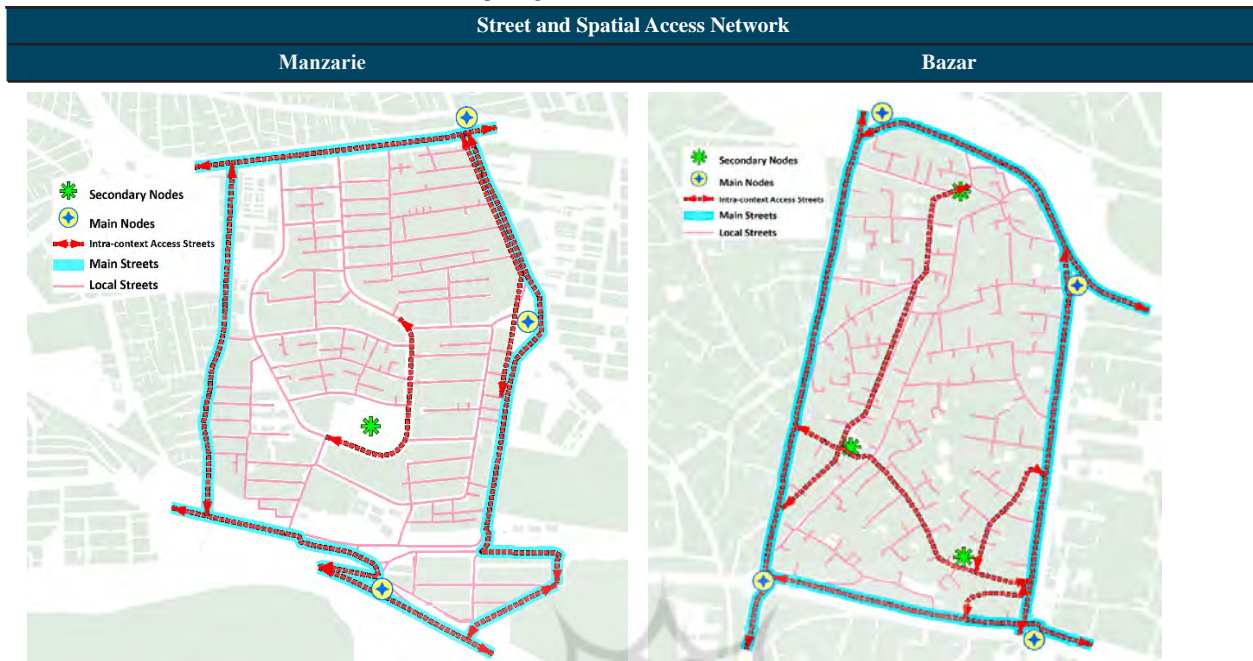 Street and Spatial Access Network
Manzarie
Bazar
Secondary Nodes
Main Nodes
Intra-context Access Streets
Main Streets
Local Streets
Secondary Nodes
Main Nodes
Intra-context Access Streets
Main Streets
Local Streets